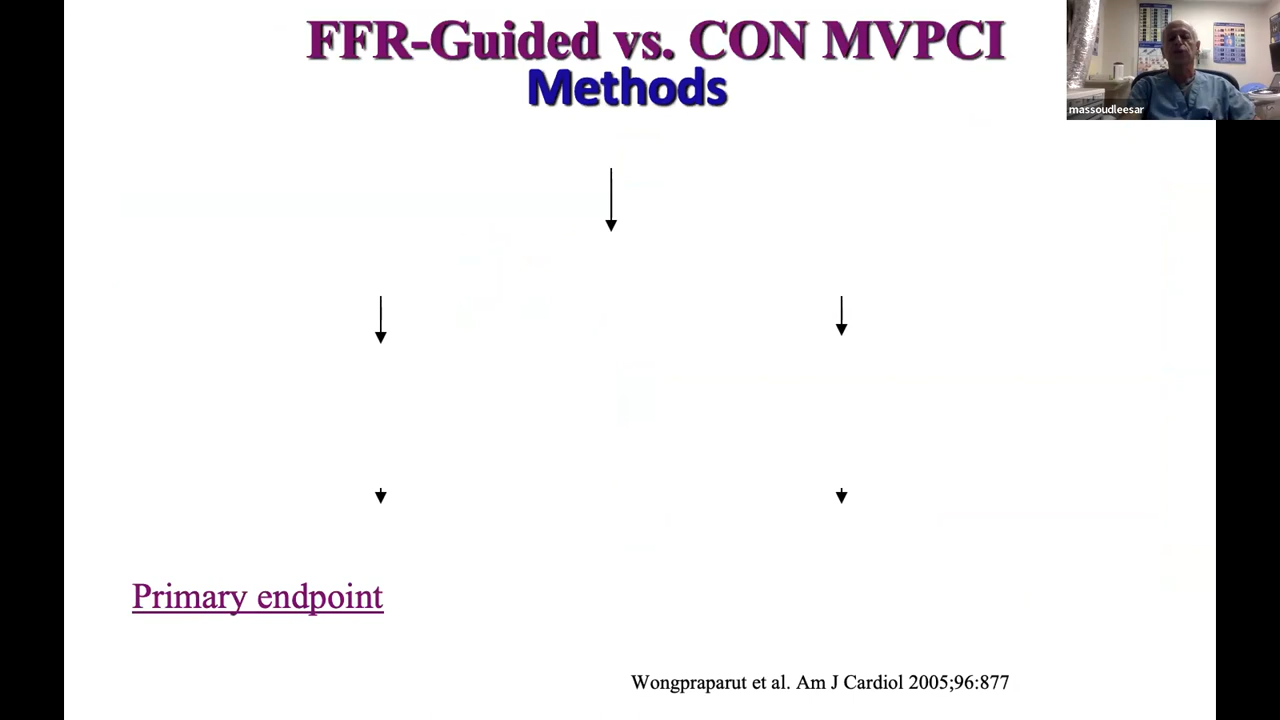 FFR-Guided vs. CON MVPCI
Methods
massoudleesar
Primary endpoint
Wongpraparut et al. Am J Cardiol 2005;96:877